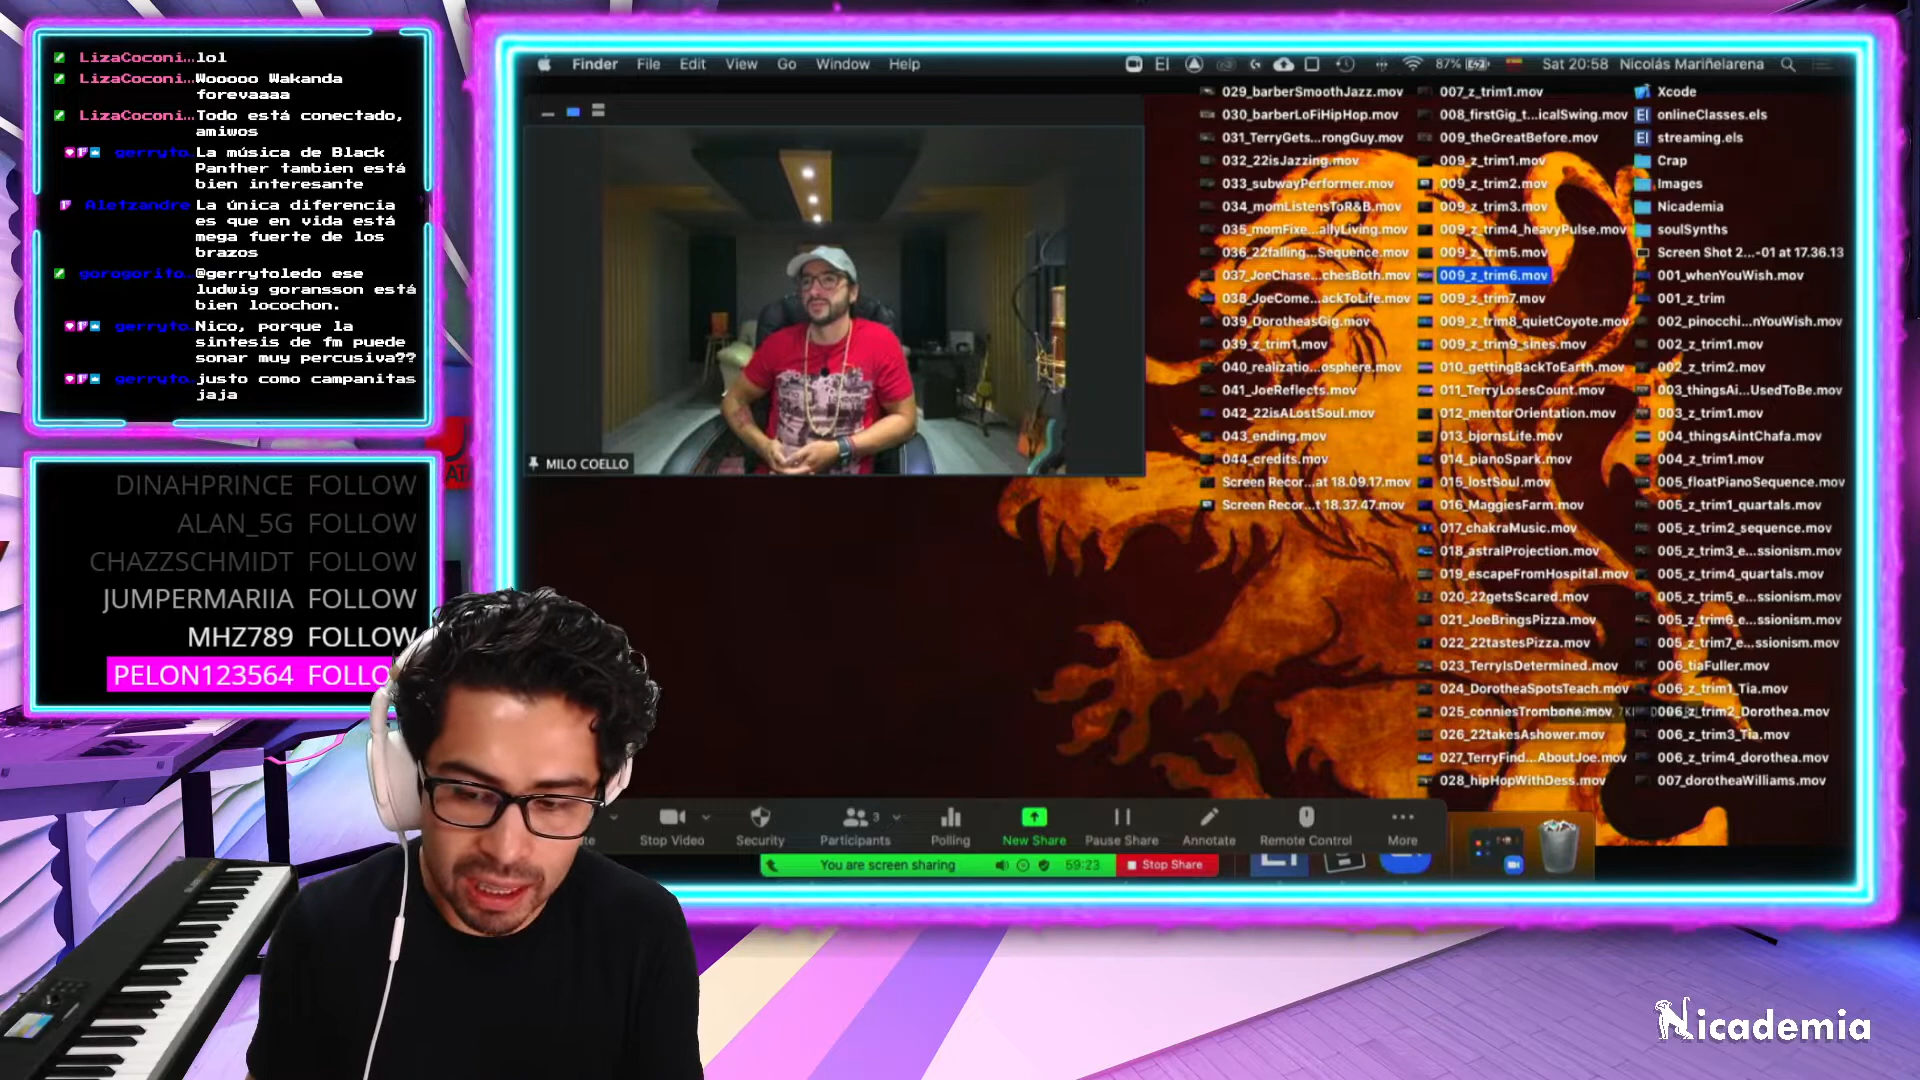 LizaCoconi...lol
LizaCoconi...Wooooo Wakanda
forevaaaa
LizaCoconi...Todo está conectado,
amiwos
gerryto...La música de Black
Panther tambien está
bien interesante
Aletzandre La única diferencia
es que en vida está
mega fuerte de los
brazos
gorogorito...@gerrytoledo ese
ludwig goransson está
bien locochon.
gerryto...Nico, porque la
sintesis de fm puede
sonar muy percusiva??
gerryto...justo como campanitas
jaja
DINAHPRINCE FOLLOW
ALAN_5G FOLLOW
CHAZZSCHMIDT FOLLOW
JUMPERMARIIA FOLLOW
MHZ789 FOLLOW
PELON123564 FOLLO
Finder File Edit View Go Window Help
87% Sat 20:58 Nicolás Mariñelarena
MILO COELLO
029_barberSmoothJazz.mov
030_barberLoFiHipHop.mov
031_TerryGets...rongGuy.mov
032_22isJazzing.mov
033_subwayPerformer.mov
034_momListensToR&B.mov
035_momFixe...allyLiving.mov
036_22falling...Sequence.mov
037_JoeChase...chesBoth.mov
038_JoeCome...ackToLife.mov
039_DorotheasGig.mov
039_z_trim1.mov
040_realizatio...osphere.mov
041_JoeReflects.mov
042_22isALostSoul.mov
043_ending.mov
044_credits.mov
Screen Recor...at 18.09.17.mov
Screen Recor...t 18.37.47.mov
007_z_trim1.mov
008_firstGig_t...icalSwing.mov
009_theGreatBefore.mov
009_z_trim1.mov
009_z_trim2.mov
009_z_trim3.mov
009_z_trim4_heavyPulse.mov
009_z_trim5.mov
009_z_trim6.mov
009_z_trim7.mov
009_z_trim8_quietCoyote.mov
009_z_trim9_sines.mov
010_gettingBackToEarth.mov
011_TerryLosesCount.mov
012_mentorOrientation.mov
013_bjornsLife.mov
014_pianoSpark.mov
015_lostSoul.mov
016_MaggiesFarm.mov
017_chakraMusic.mov
018_astralProjection.mov
019_escapeFromHospital.mov
020_22getsScared.mov
021_JoeBringsPizza.mov
022_22tastesPizza.mov
023_TerryIsDetermined.mov
024_DorotheaSpotsTeach.mov
025_conniesTrombone.mov
026_22takesAshower.mov
027_TerryFind...AboutJoe.mov
028_hipHopWithDess.mov
Xcode
onlineClasses.els
streaming.els
Crap
Images
Nicademia
soulSynths
Screen Shot 2...-01 at 17.36.13
001_whenYouWish.mov
001_z_trim
002_pinocchi...nYouWish.mov
002_z_trim1.mov
002_z_trim2.mov
003_thingsAi...UsedToBe.mov
003_z_trim1.mov
004_thingsAintChafa.mov
004_z_trim1.mov
005_floatPianoSequence.mov
005_z_trim1_quartals.mov
005_z_trim2_sequence.mov
005_z_trim3_e...ssionism.mov
005_z_trim4_quartals.mov
005_z_trim5_e...ssionism.mov
005_z_trim6_e...ssionism.mov
005_z_trim7_e...ssionism.mov
006_tiaFuller.mov
006_z_trim1_Tia.mov
006_z_trim2_Dorothea.mov
006_z_trim3_Tia.mov
006_z_trim4_dorothea.mov
007_dorotheaWilliams.mov
Stop Video Security Participants 3 Polling New Share Pause Share Annotate Remote Control More
You are screen sharing 59:23 Stop Share
Nicademia